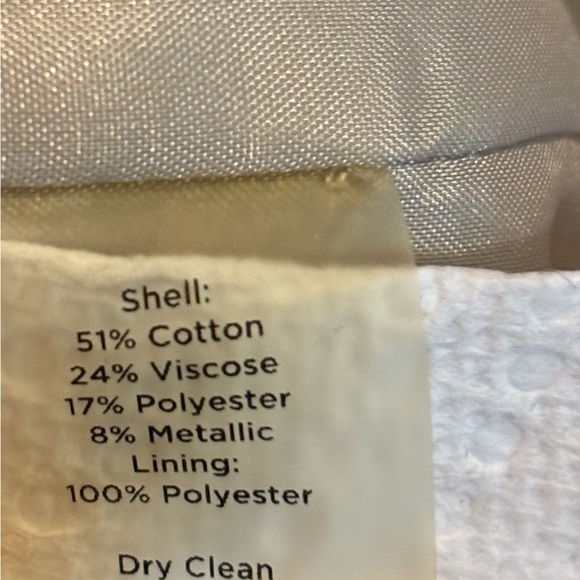 Shell:
51% Cotton
24% Viscose
17% Polyester
8% Metallic
Lining:
100% Polyester
Dry Clean